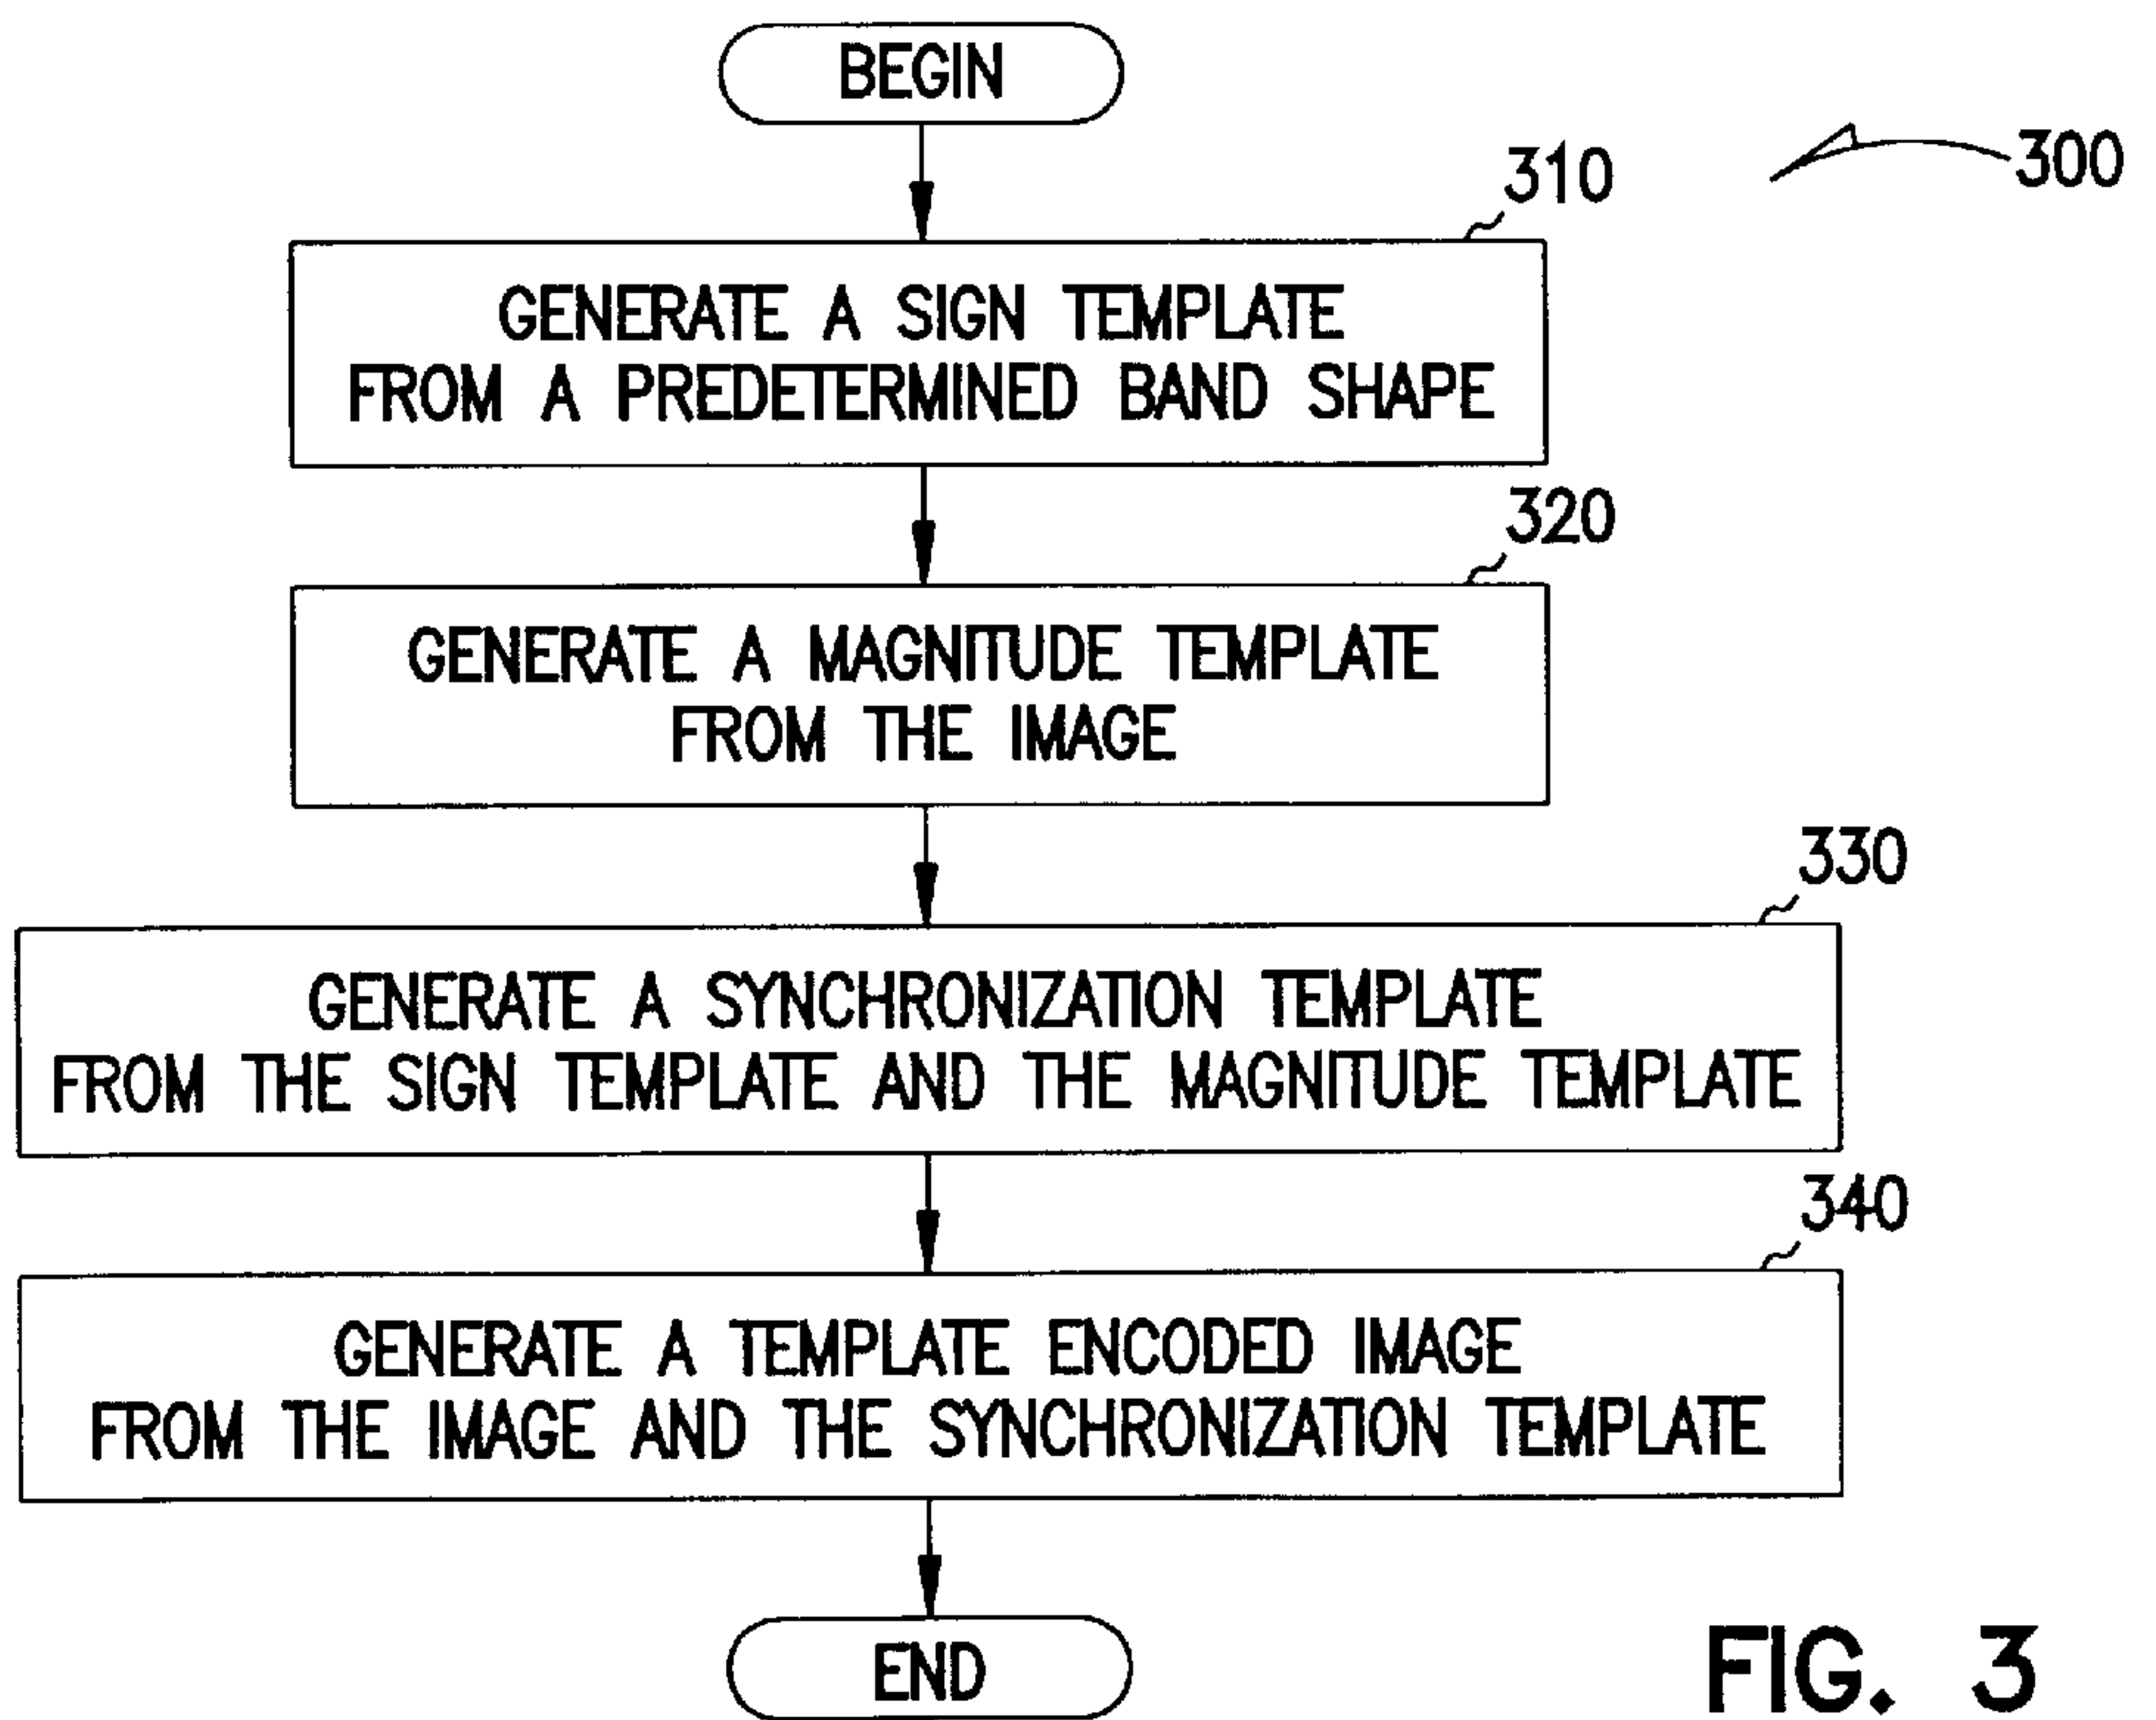 BEGIN
300
310
GENERATE A SIGN TEMPLATE
FROM A PREDETERMINED BAND SHAPE
320
GENERATE A MAGNITUDE TEMPLATE
FROM THE IMAGE
330
GENERATE A SYNCHRONIZATION TEMPLATE
FROM THE SIGN TEMPLATE AND THE MAGNITUDE TEMPLATE
340
GENERATE A TEMPLATE ENCODED IMAGE
FROM THE IMAGE AND THE SYNCHRONIZATION TEMPLATE
END
FIG. 3